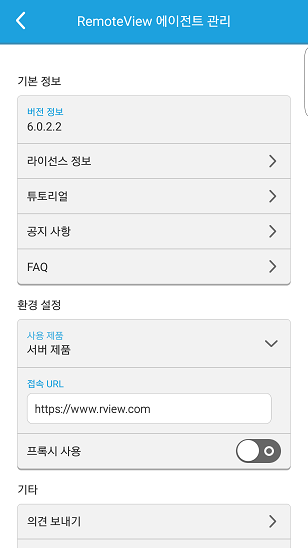 RemoteView 에이전트 관리
기본 정보
버전 정보
6.0.2.2
라이선스 정보
튜토리얼
공지 사항
FAQ
환경 설정
사용 제품
서버 제품
접속 URL
https://www.rview.com
프록시 사용
기타
의견 보내기